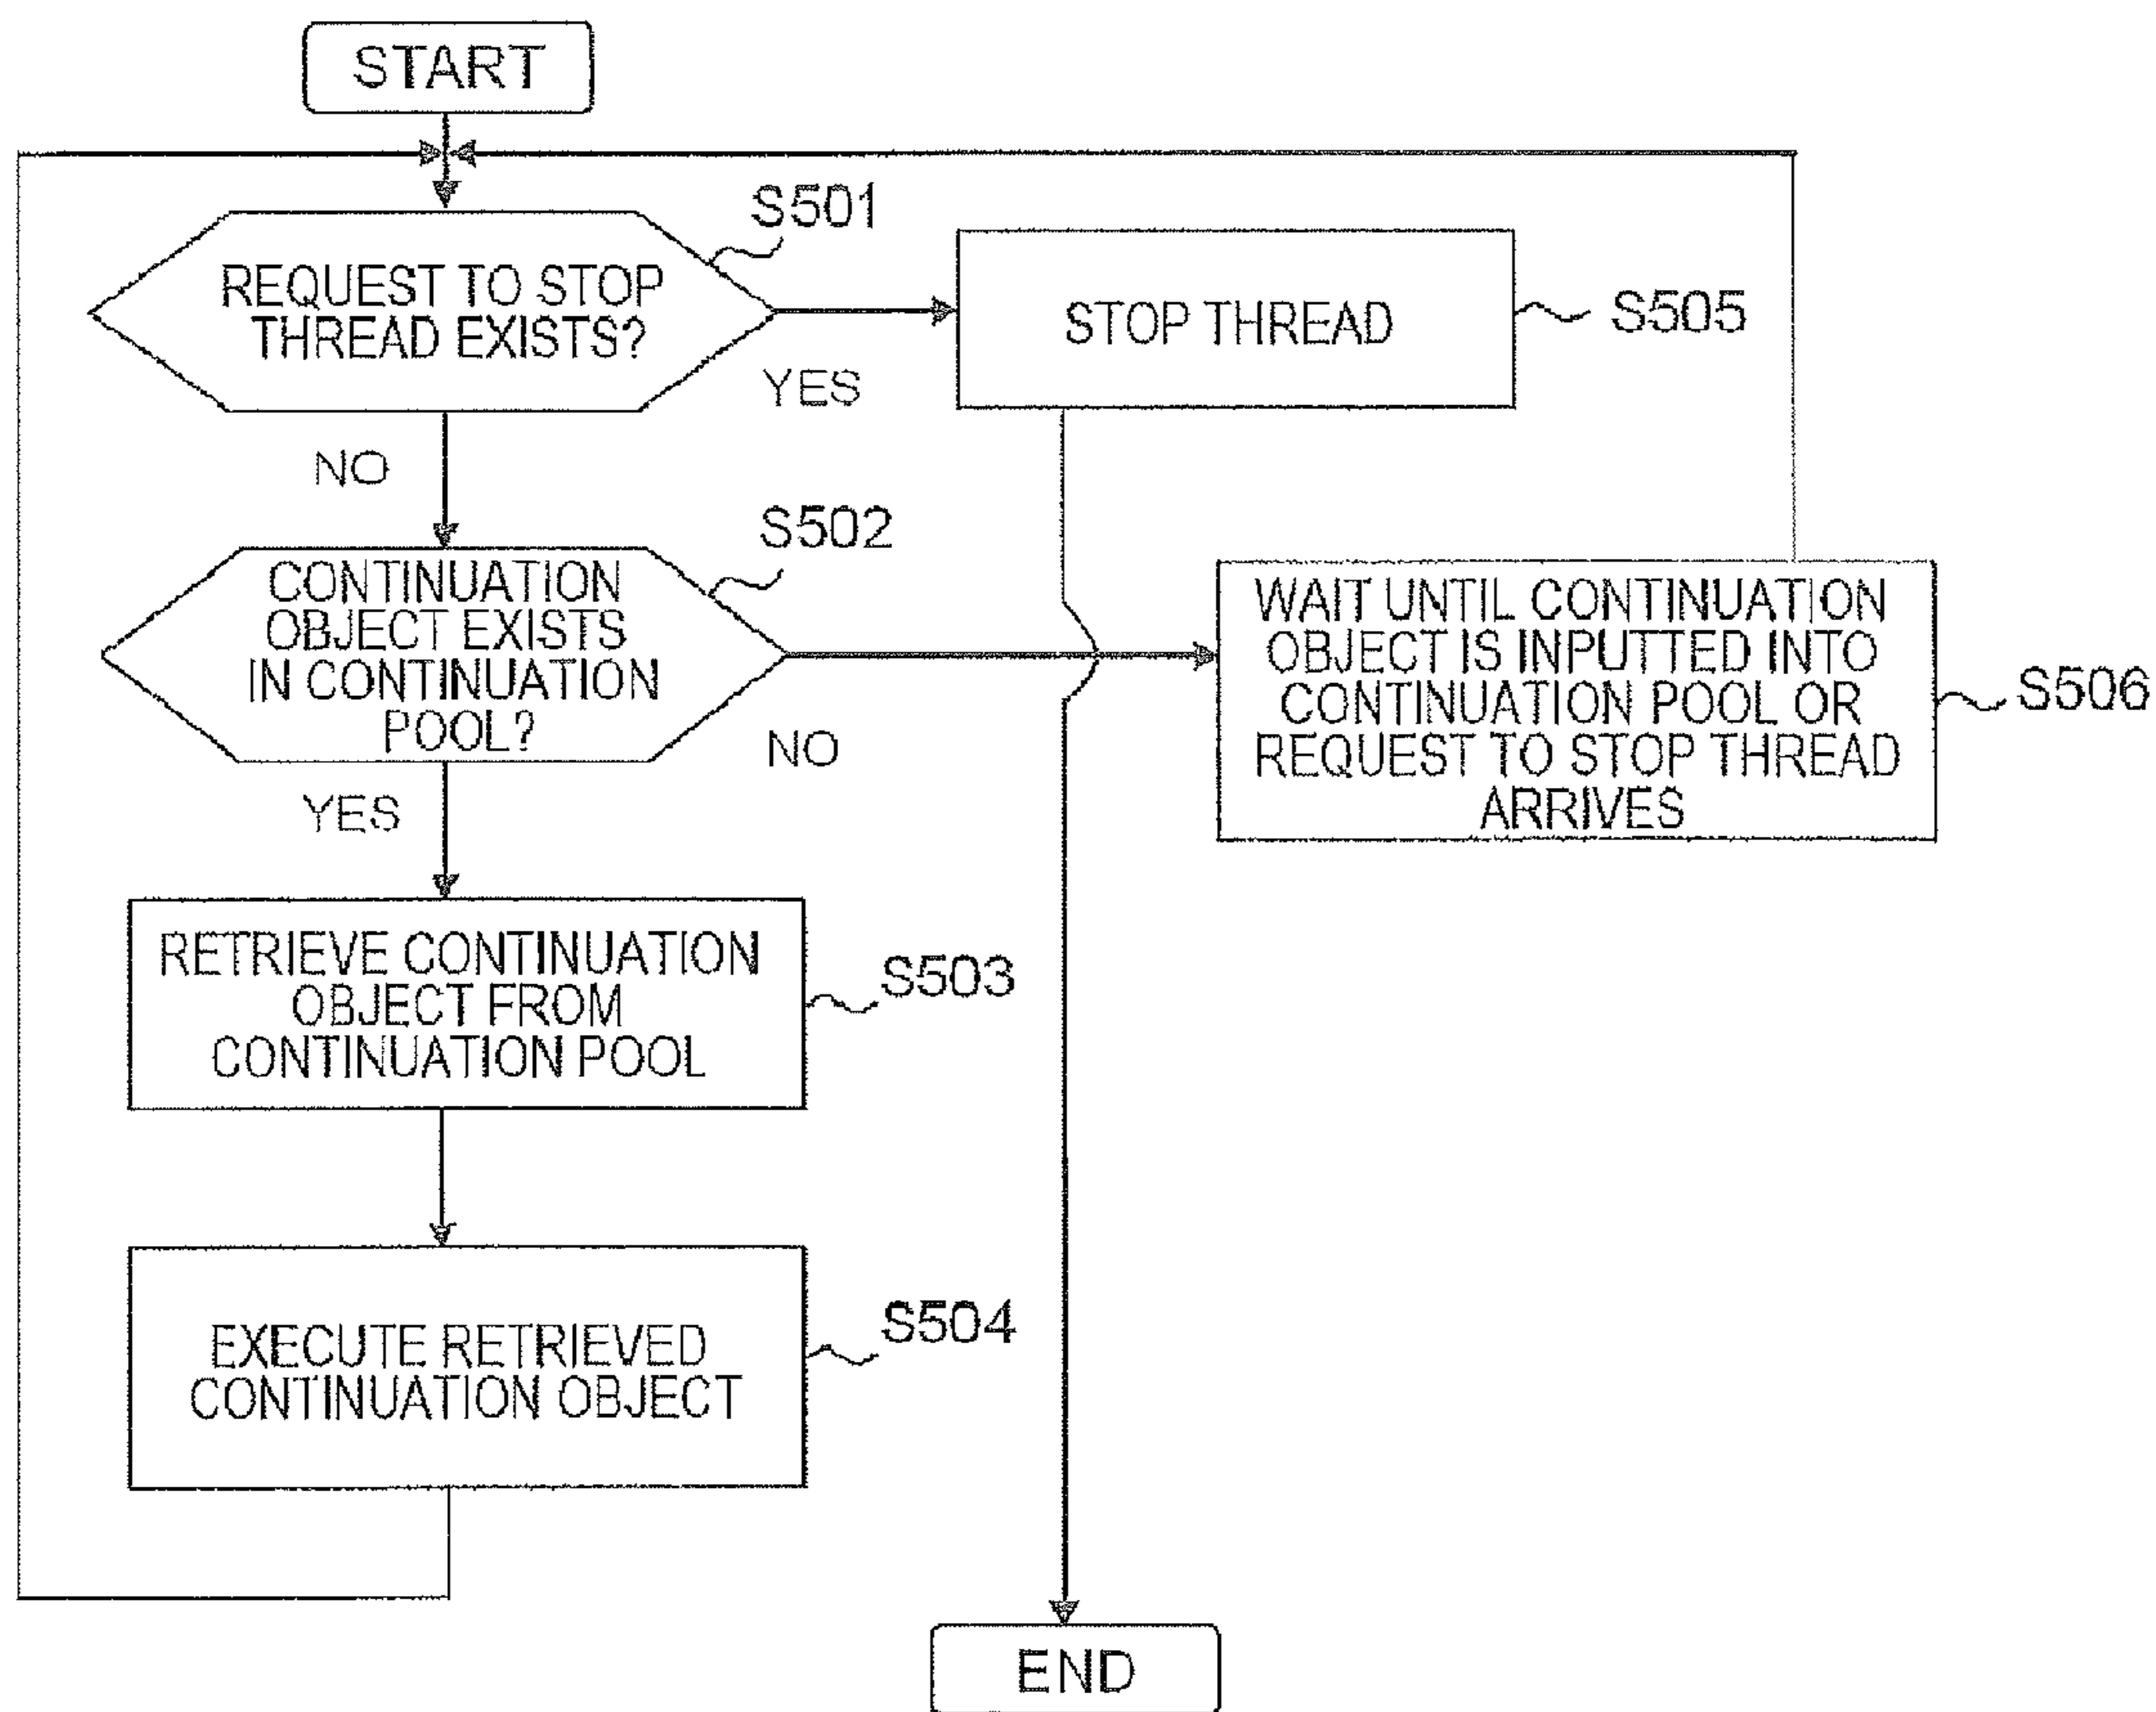 START
S501
REQUEST TO STOP
THREAD EXISTS?
YES
STOP THREAD
S505
NO
S502
CONTINUATION
OBJECT EXISTS
IN CONTINUATION
POOL?
NO
WAIT UNTIL CONTINUATION
OBJECT IS INPUTTED INTO
CONTINUATION POOL OR
REQUEST TO STOP THREAD
ARRIVES
S506
YES
RETRIEVE CONTINUATION
OBJECT FROM
CONTINUATION POOL
S503
EXECUTE RETRIEVED
CONTINUATION OBJECT
S504
END